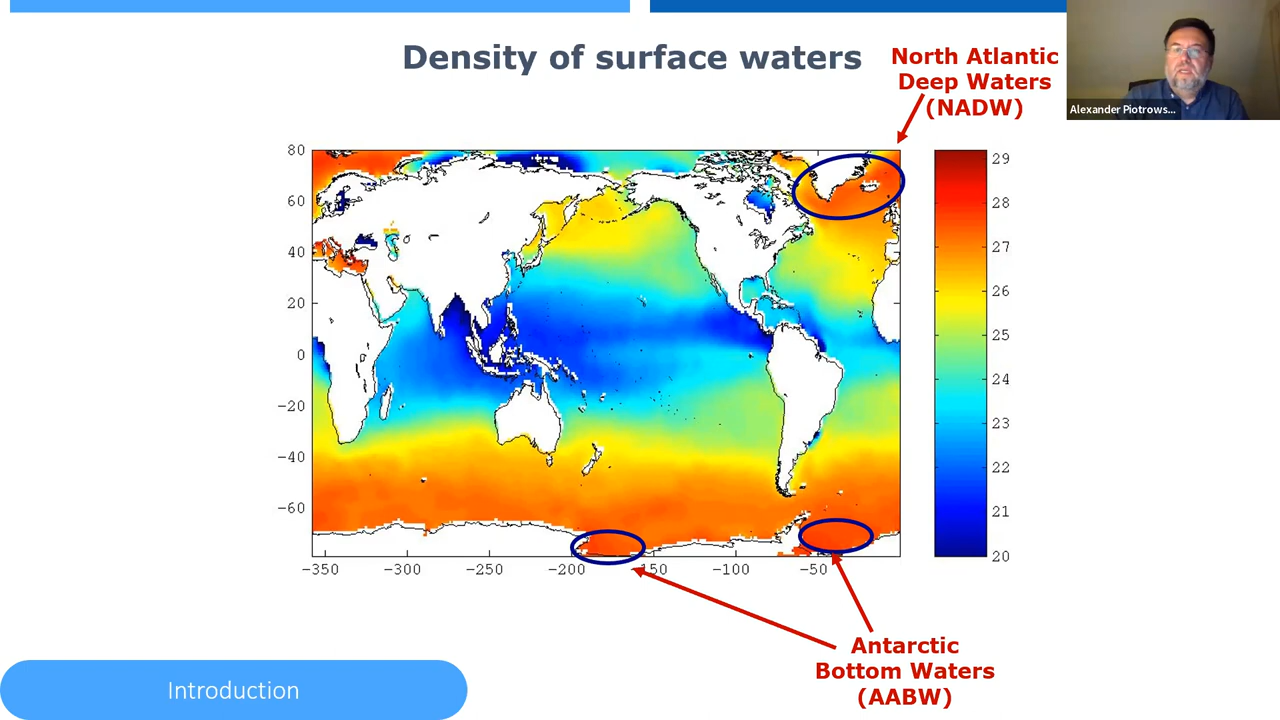 Density of surface waters
North Atlantic
Deep Waters
(NADW)
Alexander Piotrows...
80
60
40
20
0
−20
−40
−60
−350
−300
−250
−200
−150
−100
−50
29
28
27
26
25
24
23
22
21
20
Antarctic
Bottom Waters
(AABW)
Introduction